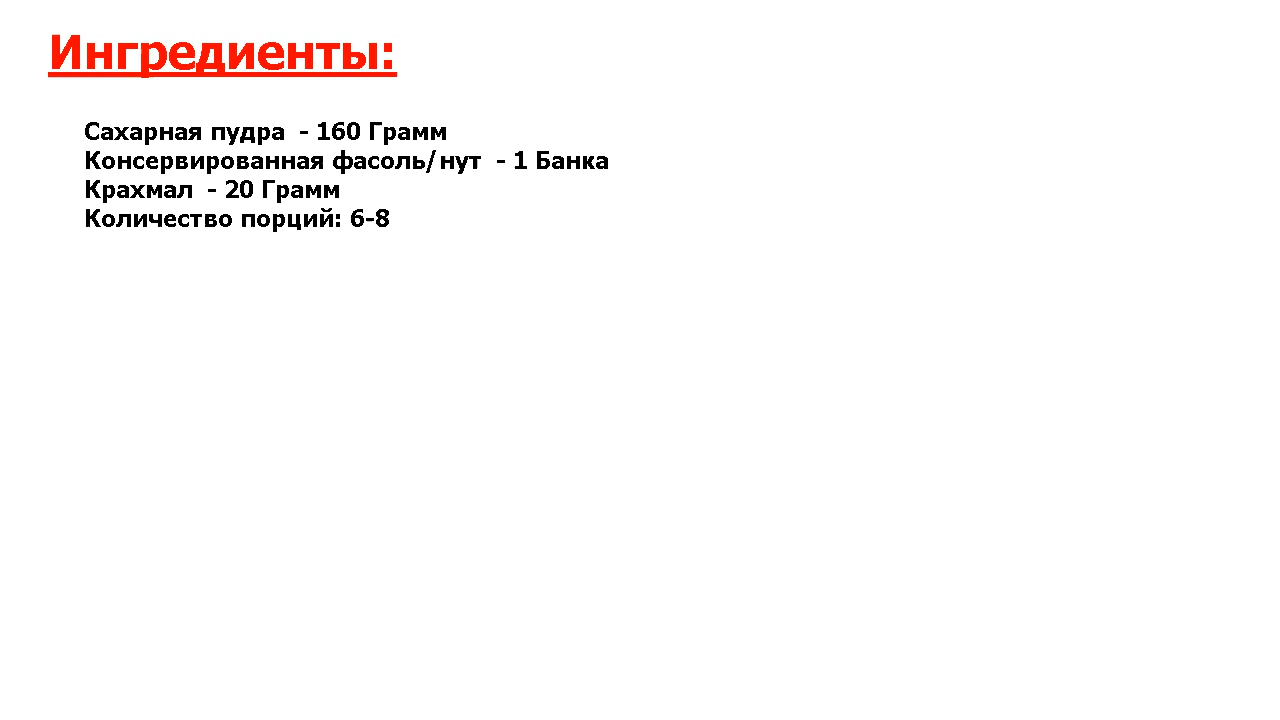 Ингредиенты:
Сахарная пудра  - 160 Грамм
Консервированная фасоль/нут  - 1 Банка
Крахмал  - 20 Грамм
Количество порций: 6-8